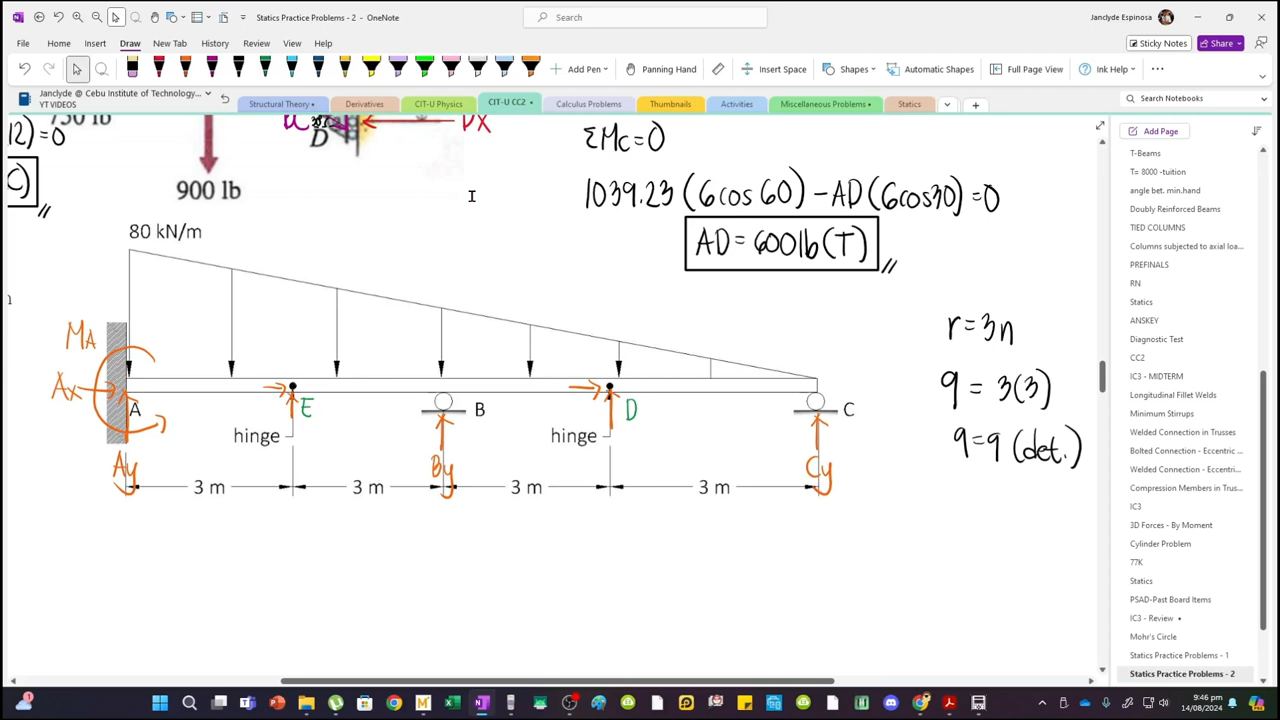 Statics Practice Problems - 2 - OneNote
Search
Janclyde Espinosa
File Home Insert Draw New Tab History Review View Help
Sticky Notes
Share
Add Pen
Panning Hand
Insert Space
Shapes
Automatic Shapes
Full Page View
Ink Help
Janclyde @ Cebu Institute of Technology...
YT VIDEOS
Structural Theory
Derivatives
CIT-U Physics
CIT-U CC2
Calculus Problems
Thumbnails
Activities
Miscellaneous Problems
Statics
Search Notebooks
Add Page
T-Beams
T= 8000 -tuition
angle bet. min.hand
Doubly Reinforced Beams
TIED COLUMNS
Columns subjected to axial loa...
PREFINALS
RN
Statics
ANSKEY
Diagnostic Test
CC2
IC3 - MIDTERM
Longitudinal Fillet Welds
Minimum Stirrups
Welded Connection in Trusses
Bolted Connection - Eccentric ...
Welded Connection - Eccentri...
Compression Members in Trus...
IC3
3D Forces - By Moment
Cylinder Problem
77K
Statics
PSAD-Past Board Items
IC3 - Review
Mohr's Circle
Statics Practice Problems - 1
Statics Practice Problems - 2
750 lb
12)=0
C)
D
DX
900 lb
ΣMc=0
1039.23 (6cos 60) - AD(6cos30)=0
AD= 600lb(T)
80 kN/m
MA
Ax
A
E
B
D
C
hinge
hinge
Ay
By
Cy
3 m
3 m
3 m
3 m
r=3n
9 = 3(3)
9=9 (det.)
9:46 pm
14/08/2024